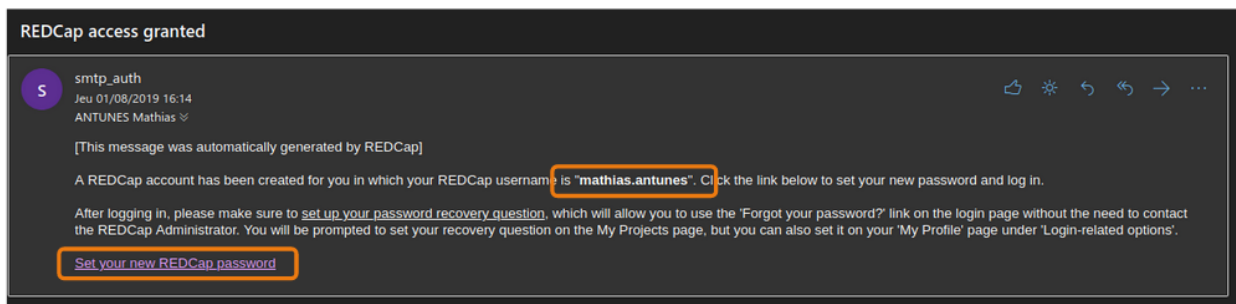 REDCap access granted
S
smtp_auth
Jeu 01/08/2019 16:14
ANTUNES Mathias
[This message was automatically generated by REDCap]
A REDCap account has been created for you in which your REDCap username is "mathias.antunes". Click the link below to set your new password and log in.
After logging in, please make sure to set up your password recovery question, which will allow you to use the 'Forgot your password?' link on the login page without the need to contact
the REDCap Administrator. You will be prompted to set your recovery question on the My Projects page, but you can also set it on your 'My Profile' page under 'Login-related options'.
Set your new REDCap password